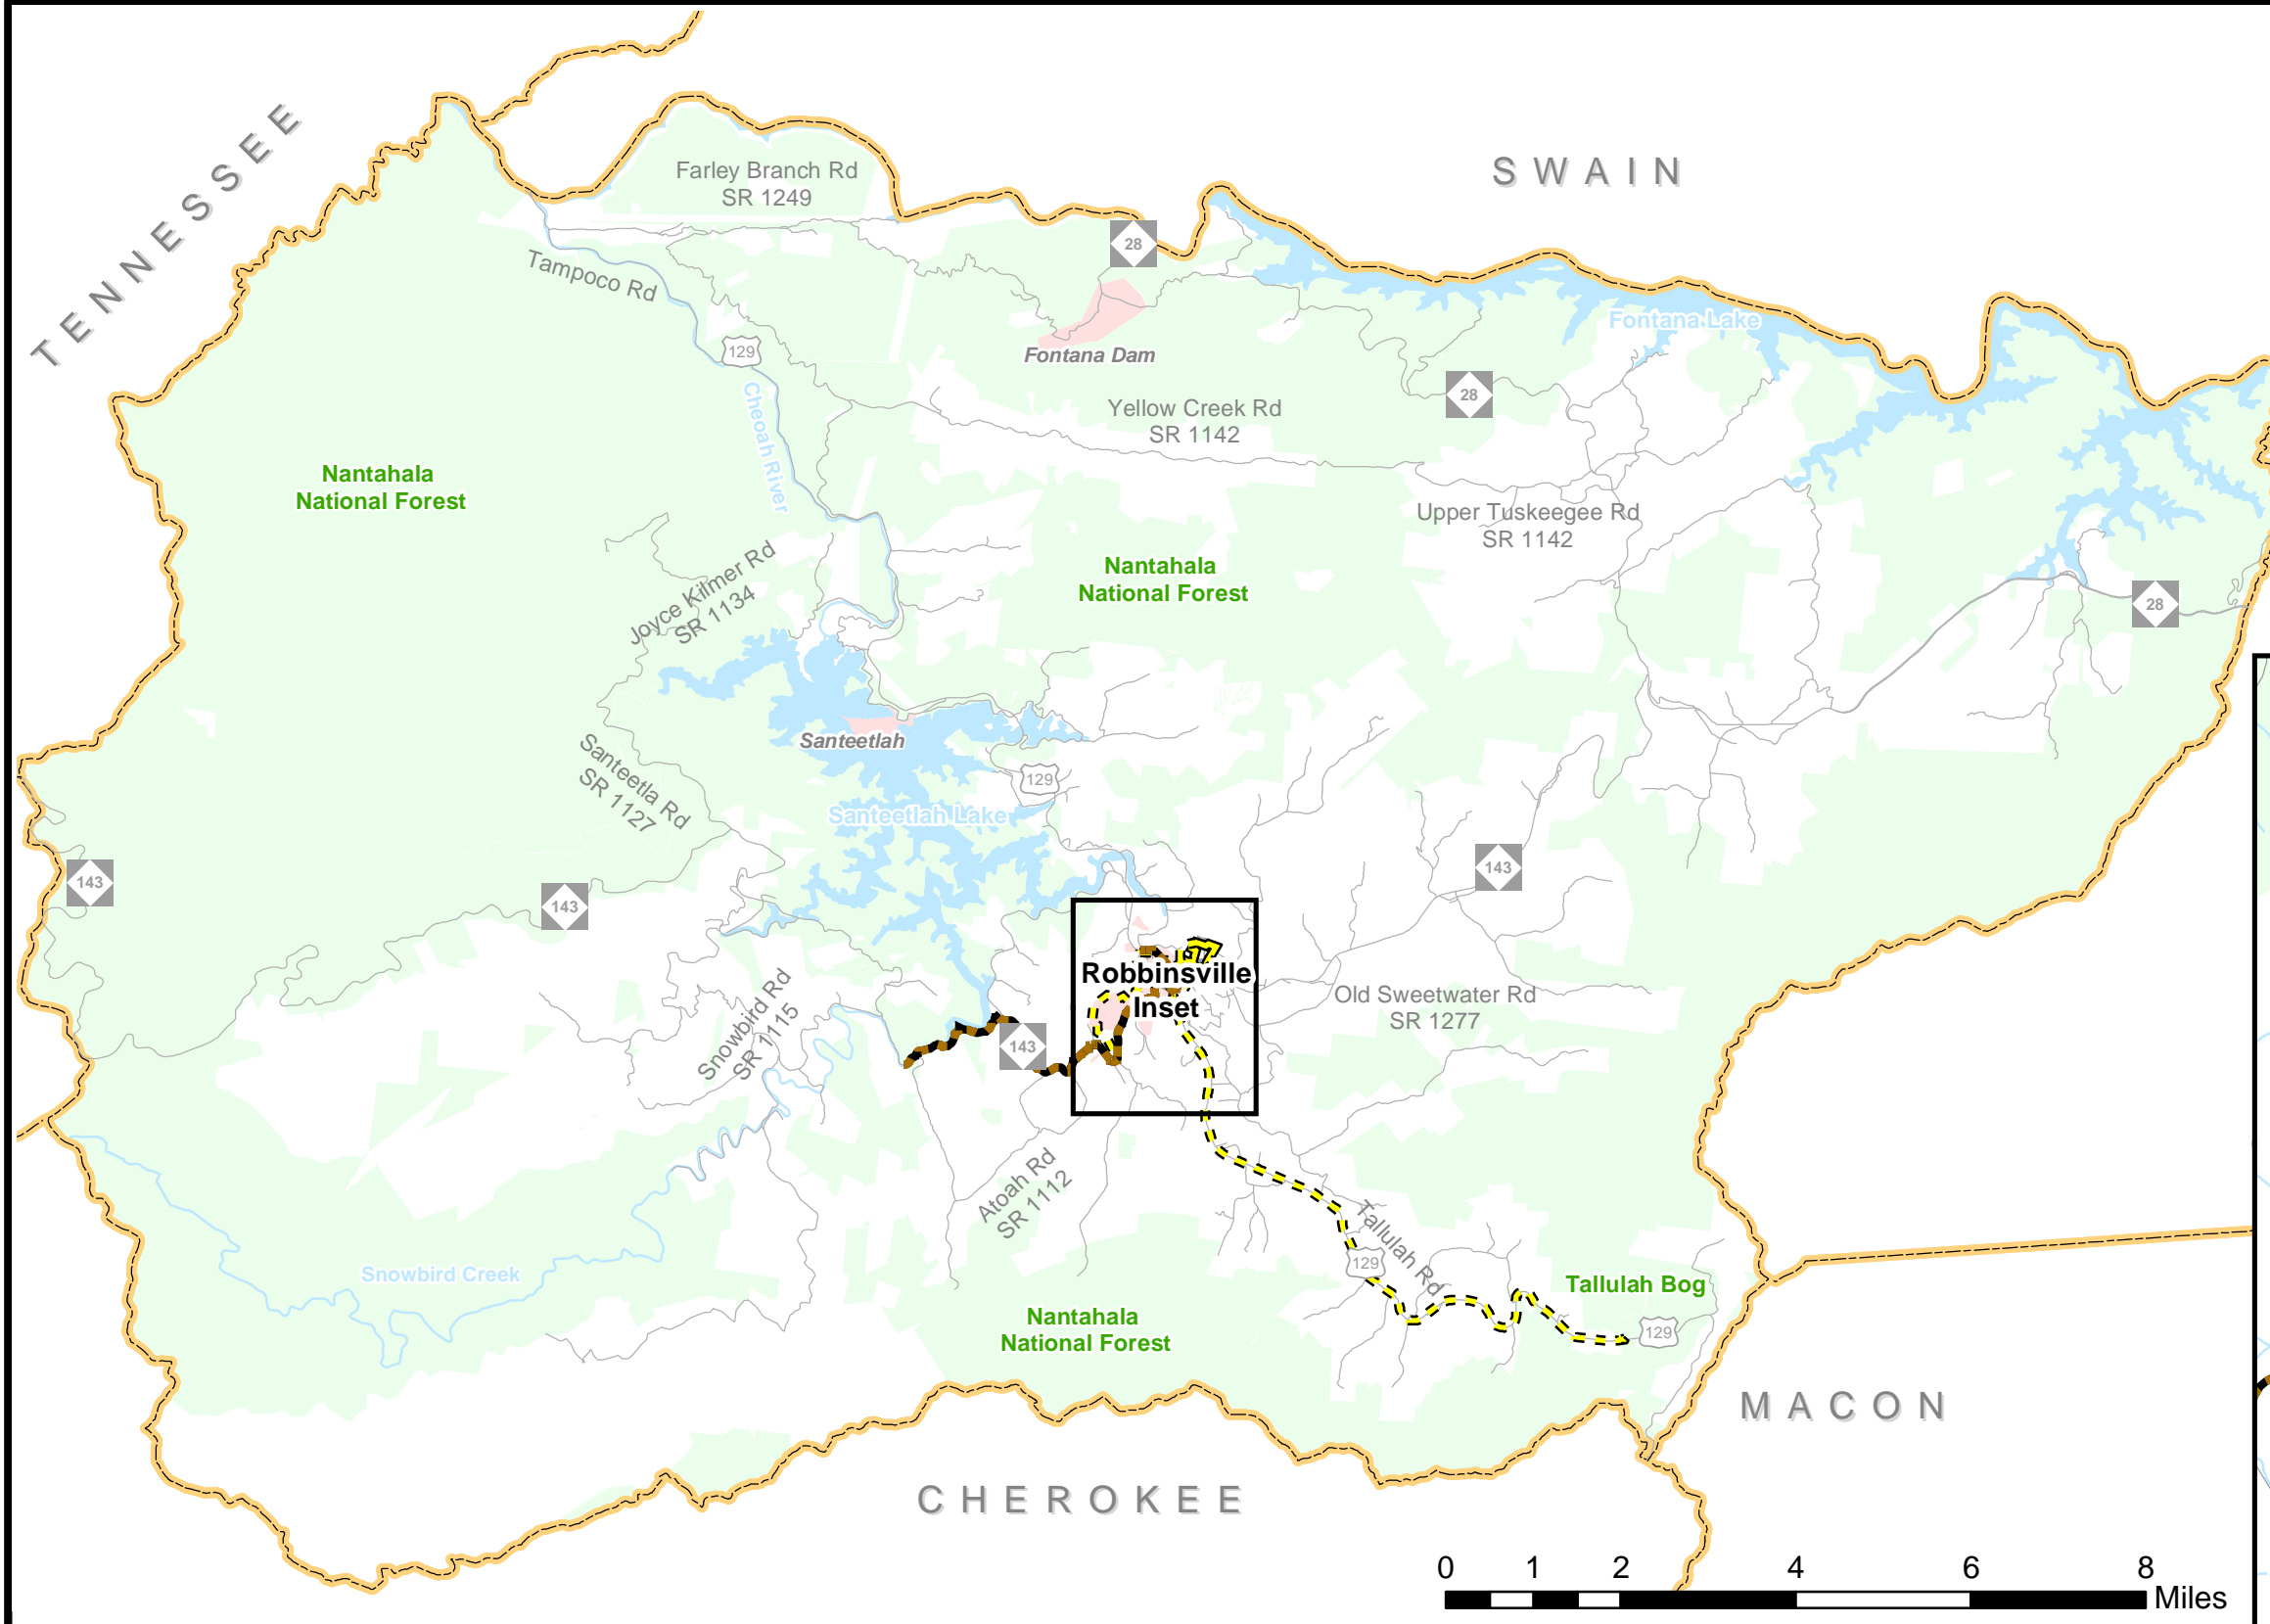 TENNESSEE
SWAIN
Farley Branch Rd
SR 1249
28
Tampoco Rd
Fontana Lake
129
Fontana Dam
28
Cheoah River
Yellow Creek Rd
SR 1142
Nantahala
National Forest
Upper Tuskeegee Rd
SR 1142
Joyce Kilmer Rd
SR 1134
Nantahala
National Forest
28
Santeetlah
Santeetla Rd
SR 1127
129
Santeetlah Lake
143
143
143
Robbinsville
Inset
Snowbird Rd
SR 1115
Old Sweetwater Rd
SR 1277
143
Atoah Rd
SR 1112
Tallulah Rd
129
Snowbird Creek
Tallulah Bog
Nantahala
National Forest
129
MACON
CHEROKEE
0 1 2 4 6 8
Miles